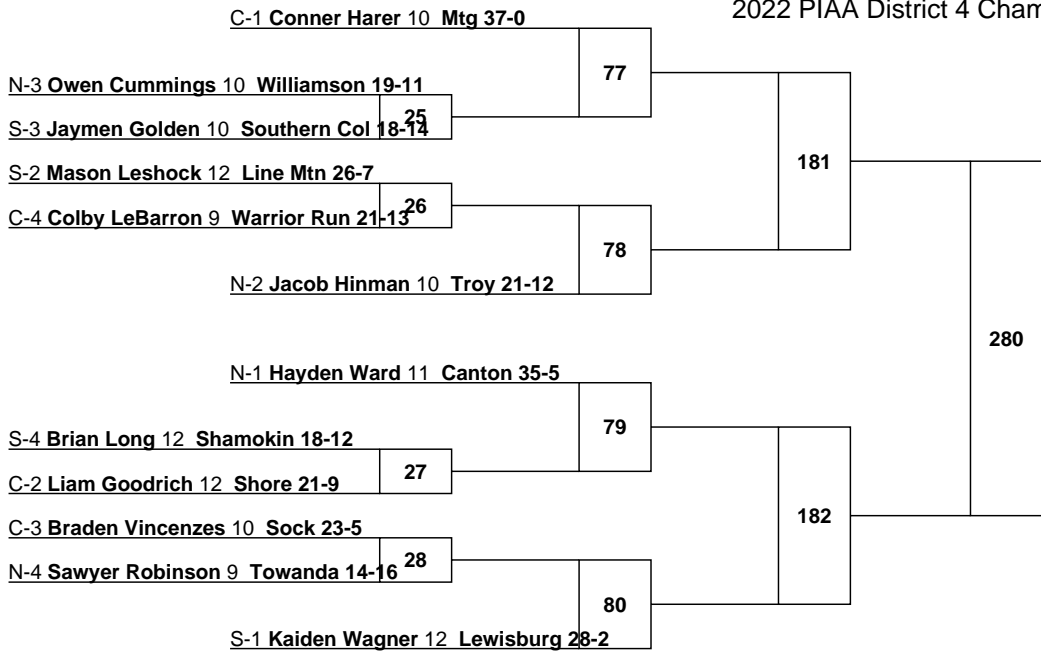 2022 PIAA District 4 Cham
C-1 Conner Harer 10 Mtg 37-0
77
N-3 Owen Cummings 10 Williamson 19-11
25
S-3 Jaymen Golden 10 Southern Col 18-14
181
S-2 Mason Leshock 12 Line Mtn 26-7
26
C-4 Colby LeBarron 9 Warrior Run 21-13
78
N-2 Jacob Hinman 10 Troy 21-12
280
N-1 Hayden Ward 11 Canton 35-5
79
S-4 Brian Long 12 Shamokin 18-12
27
C-2 Liam Goodrich 12 Shore 21-9
182
C-3 Braden Vincenzes 10 Sock 23-5
28
N-4 Sawyer Robinson 9 Towanda 14-16
80
S-1 Kaiden Wagner 12 Lewisburg 28-2